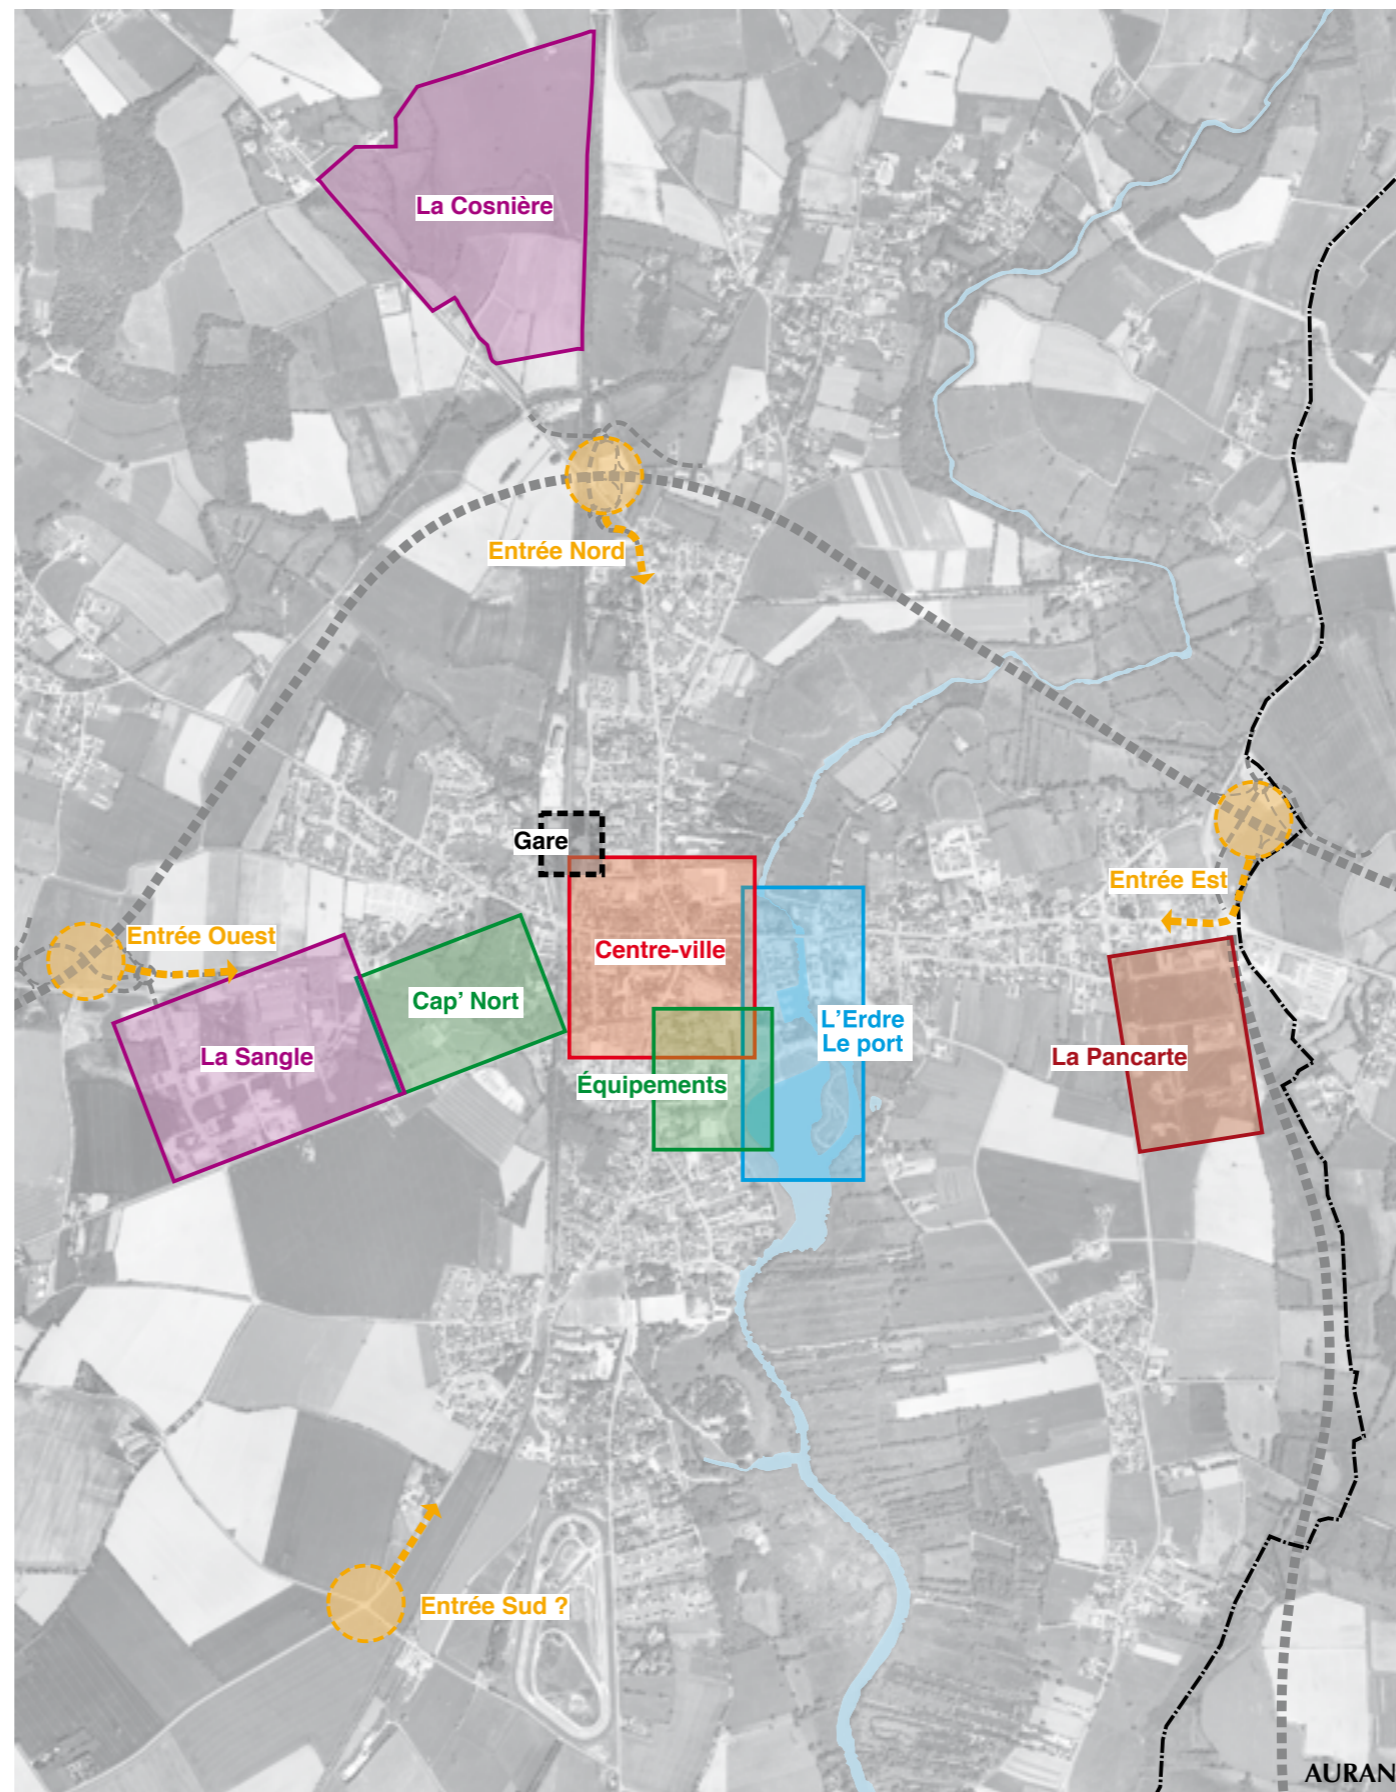 La Cosnière
Entrée Nord
Gare
Entrée Est
Entrée Ouest
Centre-ville
Cap’ Nort
L’Erdre
Le port
La Sangle
La Pancarte
Équipements
Entrée Sud ?
AURAN